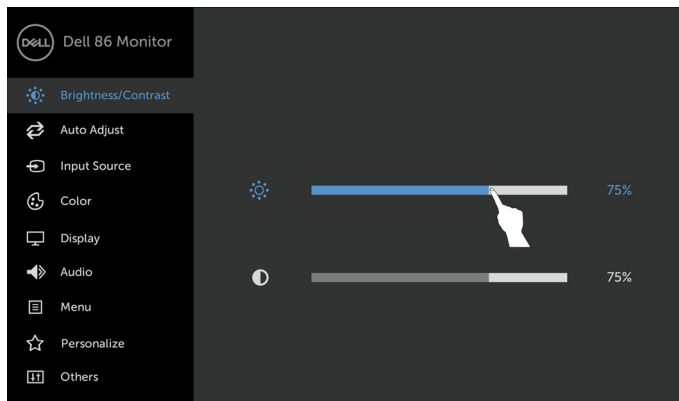 DELL
Dell 86 Monitor
Brightness/Contrast
Auto Adjust
Input Source
Color
Display
Audio
Menu
Personalize
Others
75%
75%